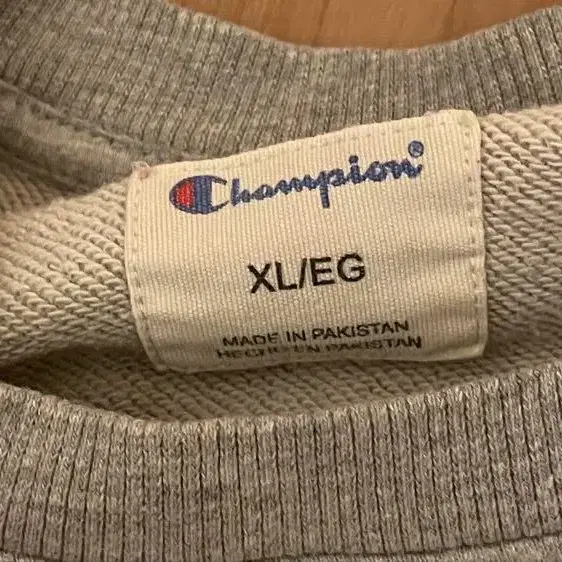 Champion®
XL/EG
MADE IN PAKISTAN
HECHO EN PAKISTAN